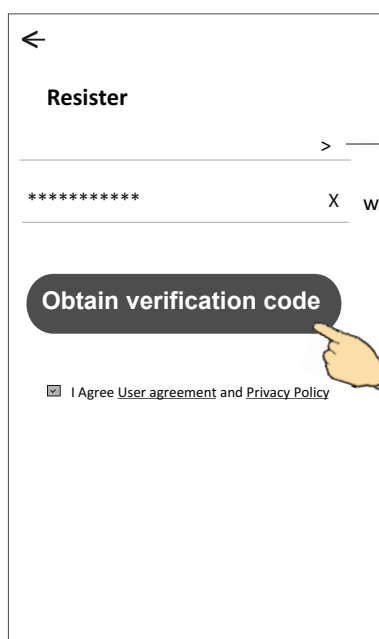 Resister
>
*********** X w
Obtain verification code
I Agree User agreement and Privacy Policy